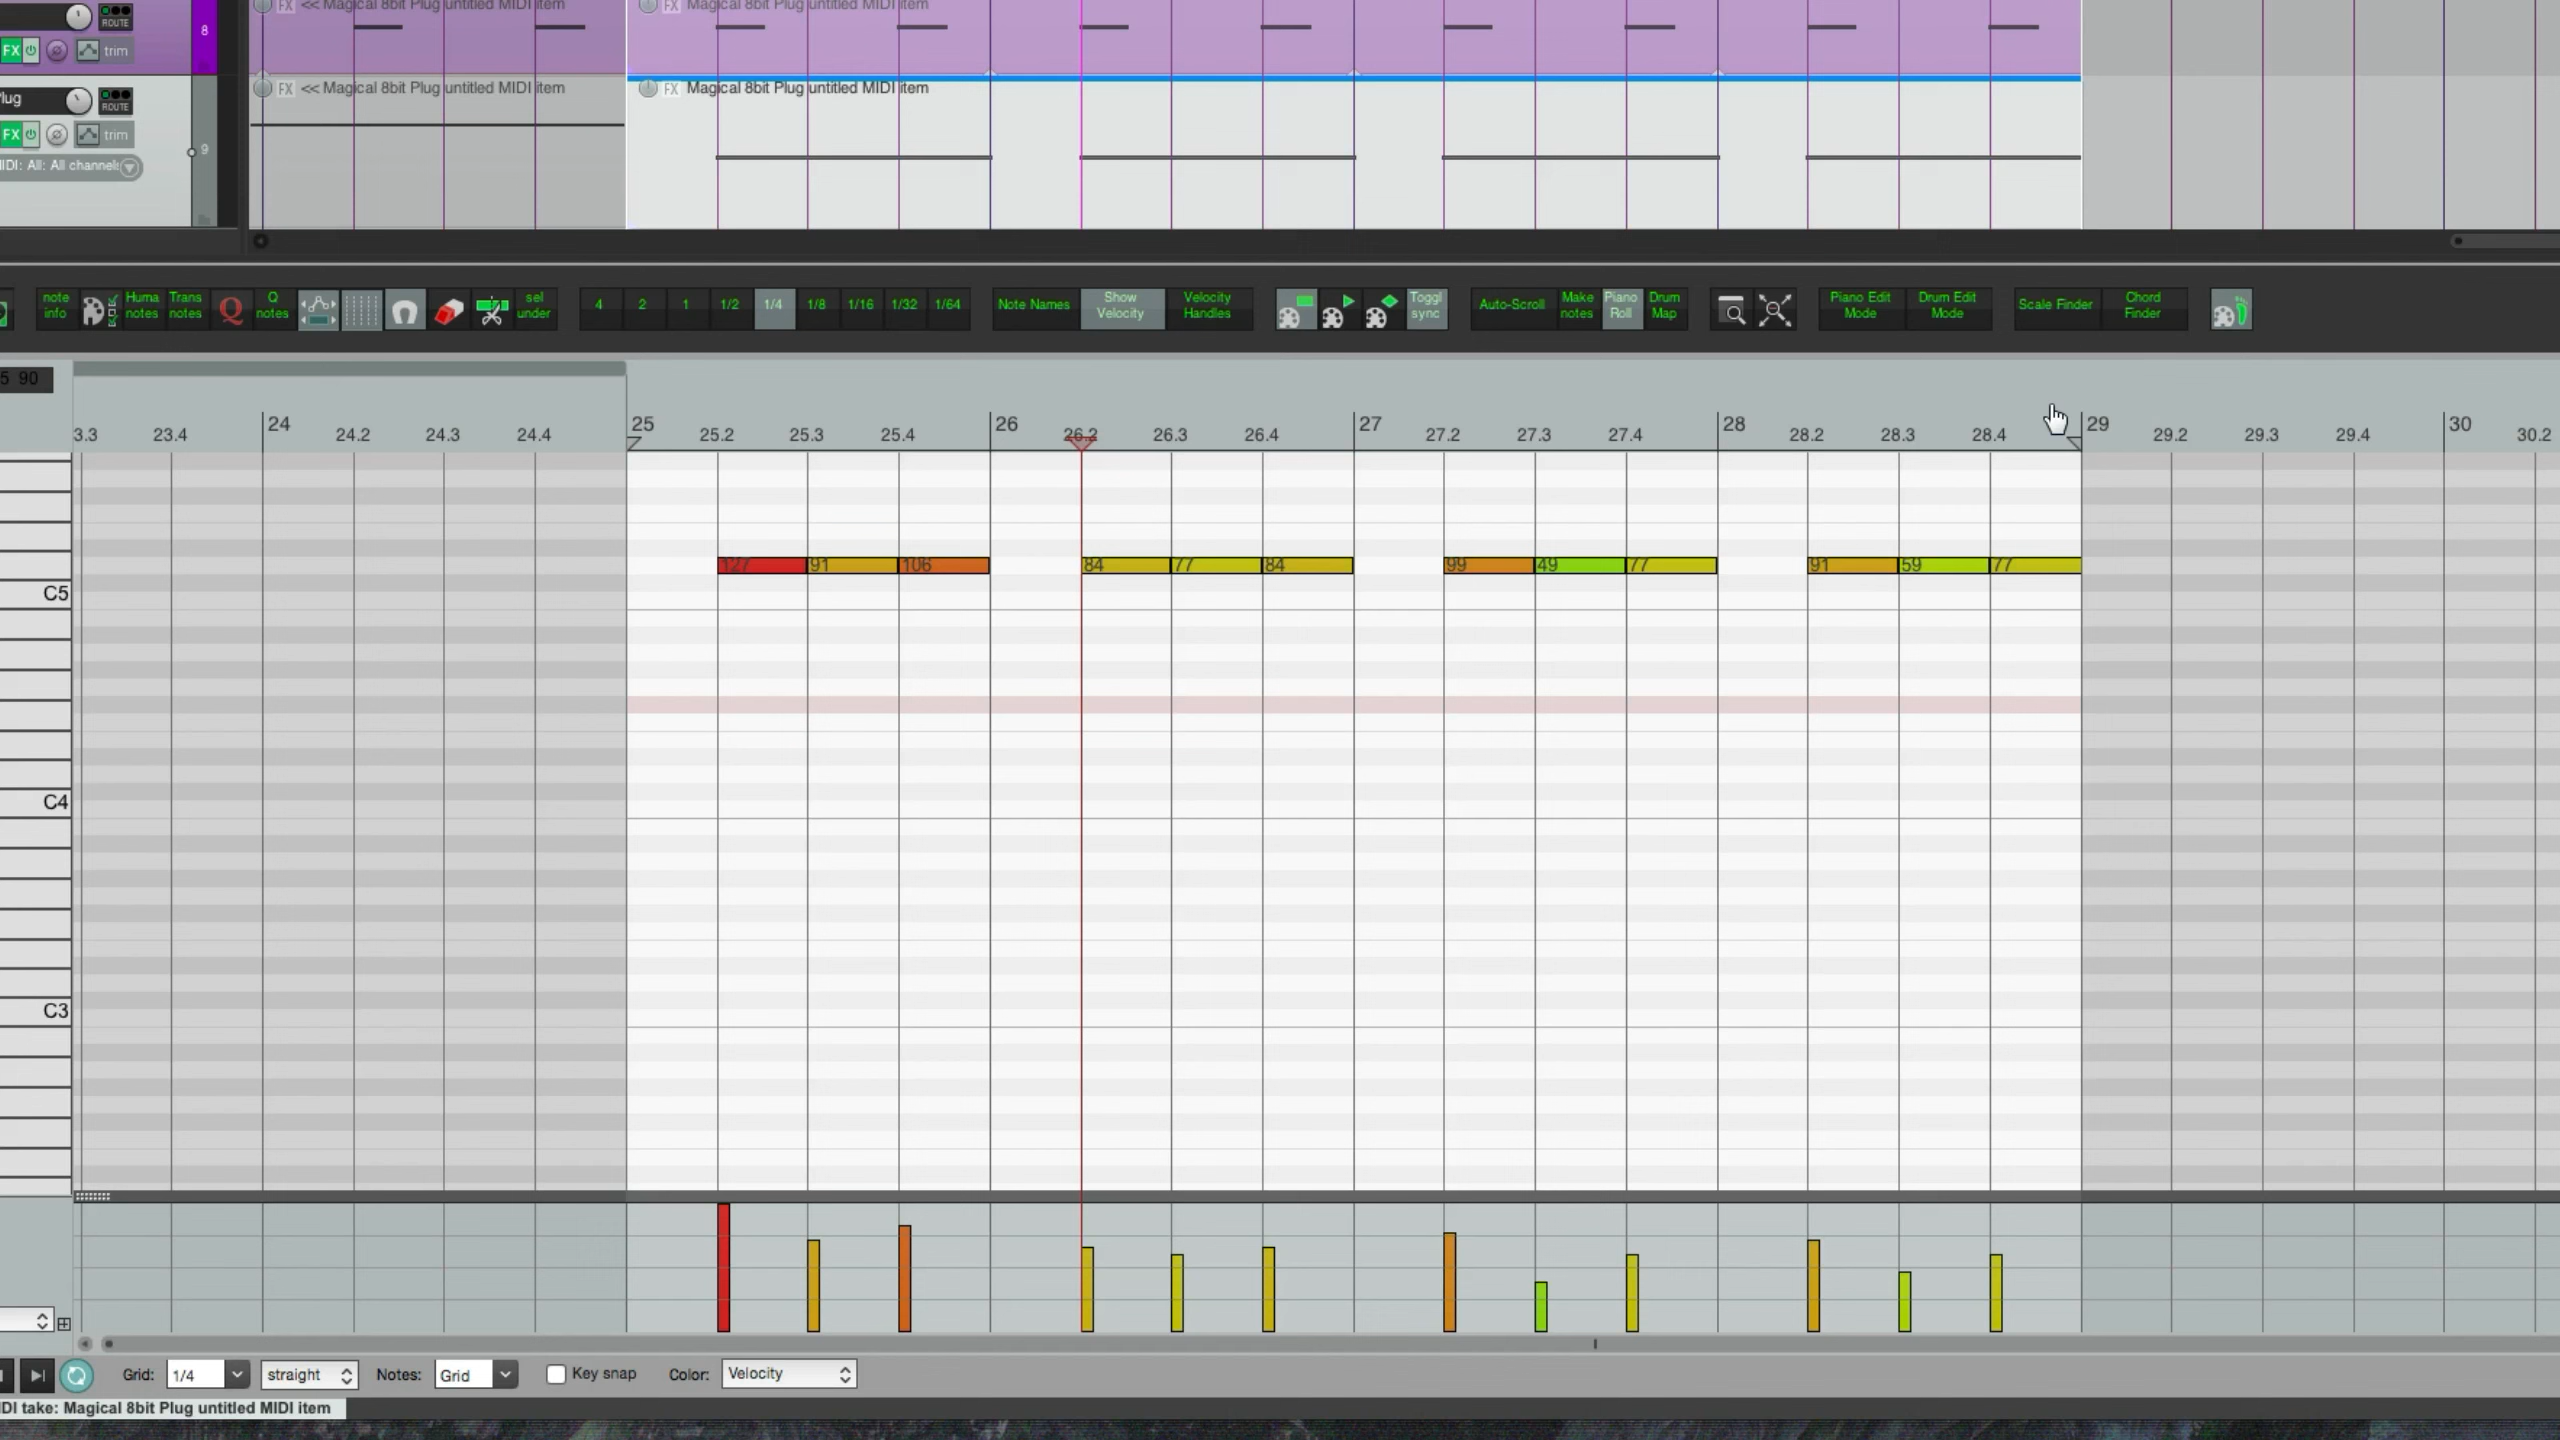 FX << Magical 8bit Plug untitled MIDI item
FX Magical 8bit Plug untitled MIDI item
ROUTE
8
FX trim
lug ROUTE
FX << Magical 8bit Plug untitled MIDI item
FX Magical 8bit Plug untitled MIDI item
FX trim
9
IDI: All: All channels
note info
Huma notes
Trans notes
Q
Q notes
sel under
4 2 1 1/2 1/4 1/8 1/16 1/32 1/64
Note Names
Show Velocity
Velocity Handles
Toggl sync
Auto-Scroll
Make notes
Piano Roll
Drum Map
Piano Edit Mode
Drum Edit Mode
Scale Finder
Chord Finder
5 90
24 25 26 27 28 29 30
3.3 23.4 24.2 24.3 24.4 25.2 25.3 25.4 26.2 26.3 26.4 27.2 27.3 27.4 28.2 28.3 28.4 29.2 29.3 29.4 30.2
127 91 106 84 77 84 99 49 77 91 59 77
C5
C4
C3
Grid: 1/4 straight Notes: Grid Key snap Color: Velocity
DI take: Magical 8bit Plug untitled MIDI item